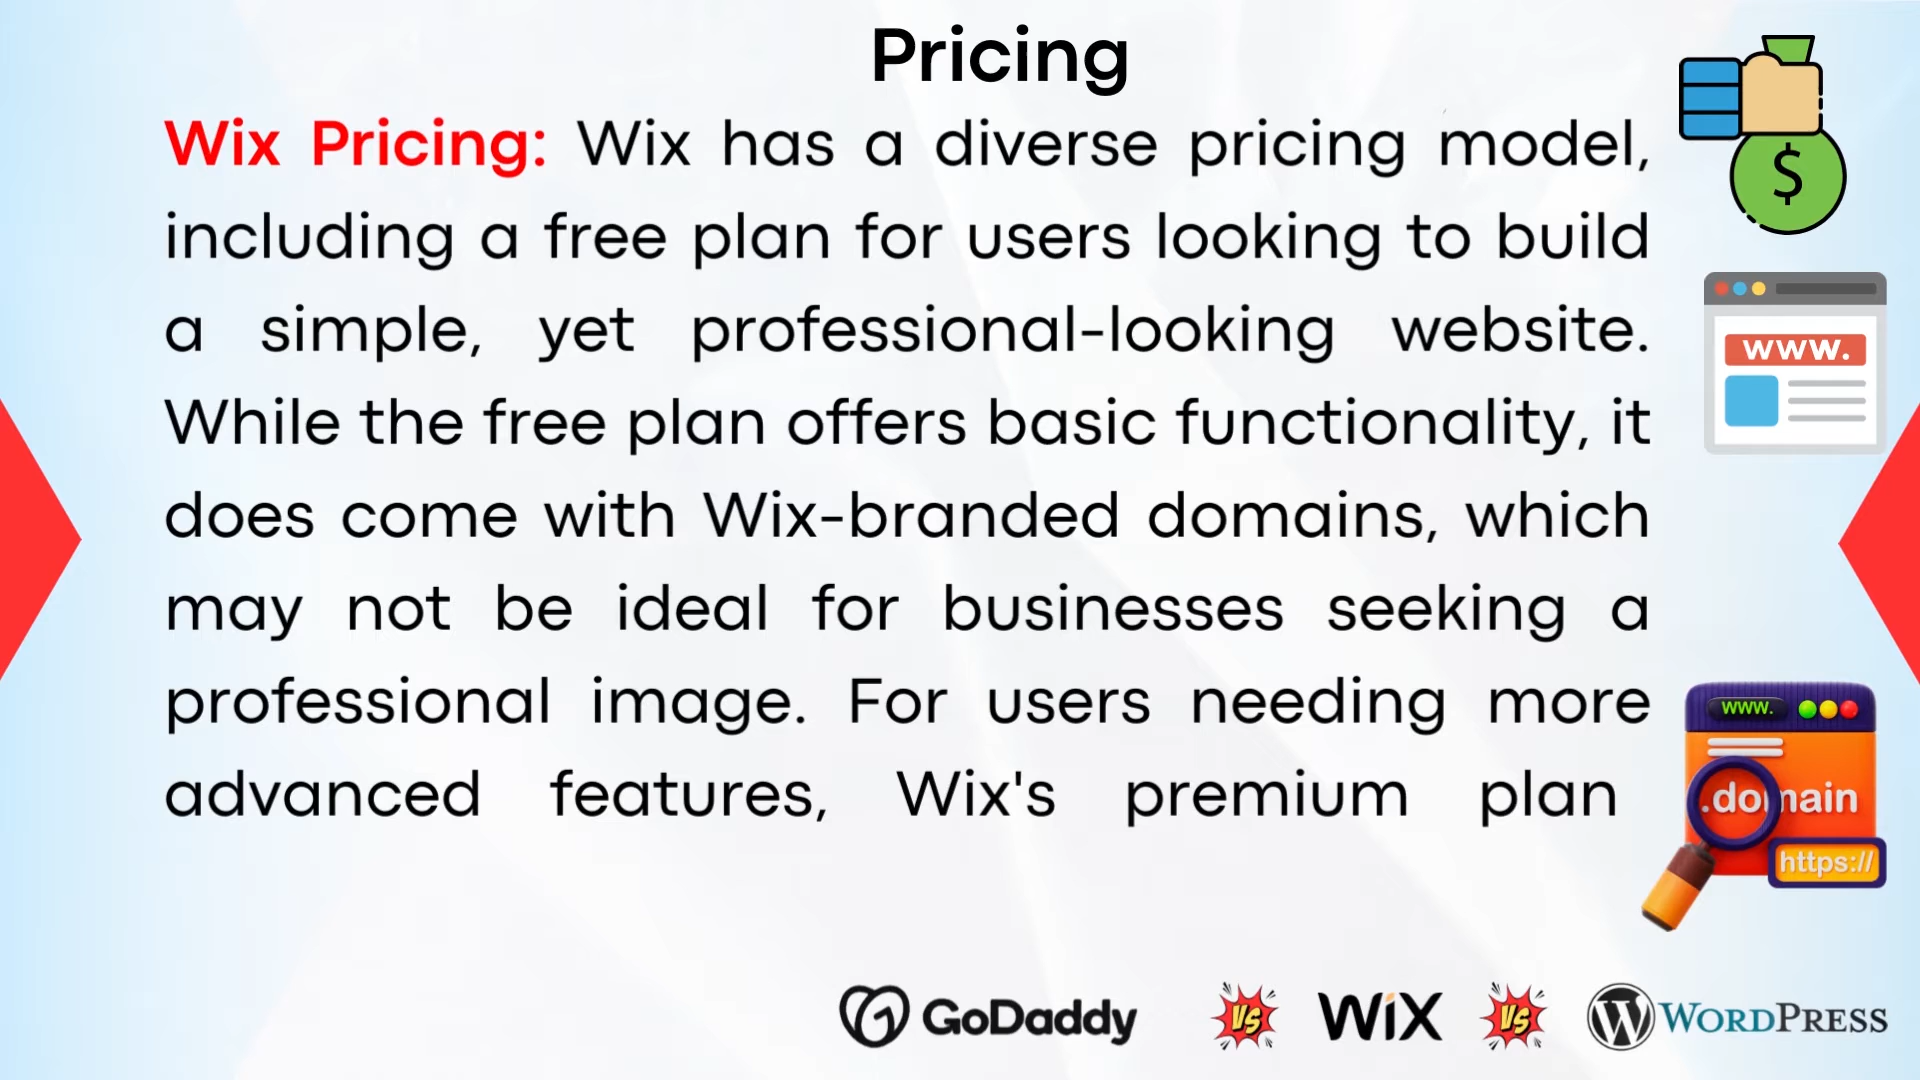 Pricing
Wix Pricing: Wix has a diverse pricing model,
including a free plan for users looking to build
a simple, yet professional-looking website.
While the free plan offers basic functionality, it
does come with Wix-branded domains, which
may not be ideal for businesses seeking a
professional image. For users needing more
advanced features, Wix's premium plan
$
www.
www.
.domain
https://
GoDaddy VS WiX VS WORDPRESS